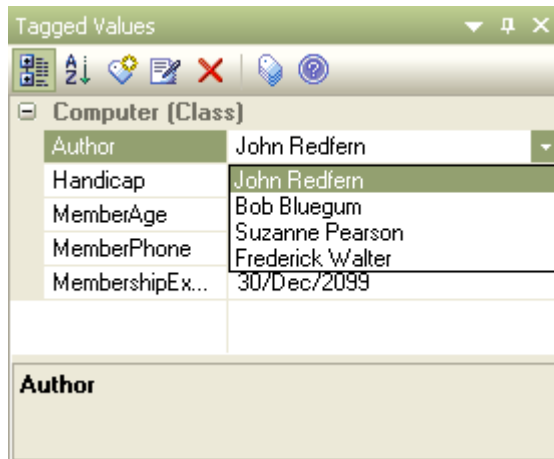 Tagged Values
Computer (Class)
Author John Redfern
Handicap John Redfern
MemberAge Bob Bluegum
Suzanne Pearson
MemberPhone Frederick Walter
MembershipEx... 30/Dec/2099
Author